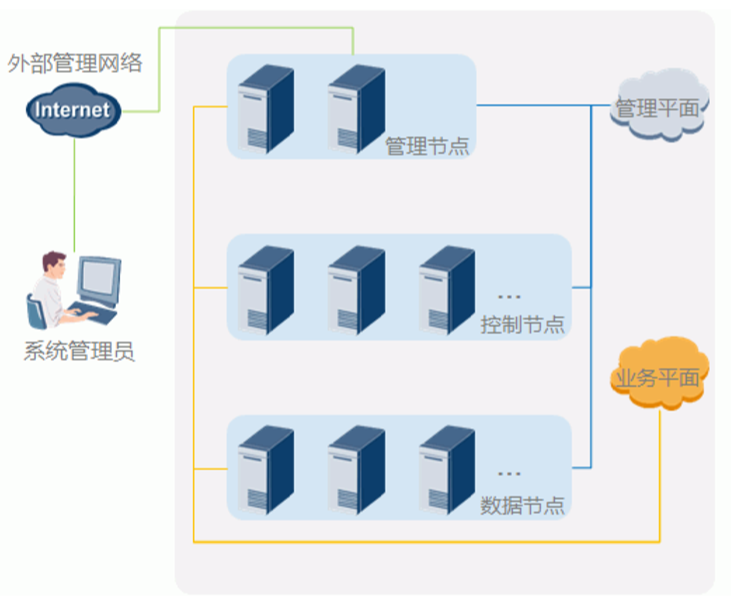 外部管理网络
Internet
管理平面
管理节点
...
控制节点
系统管理员
业务平面
...
数据节点